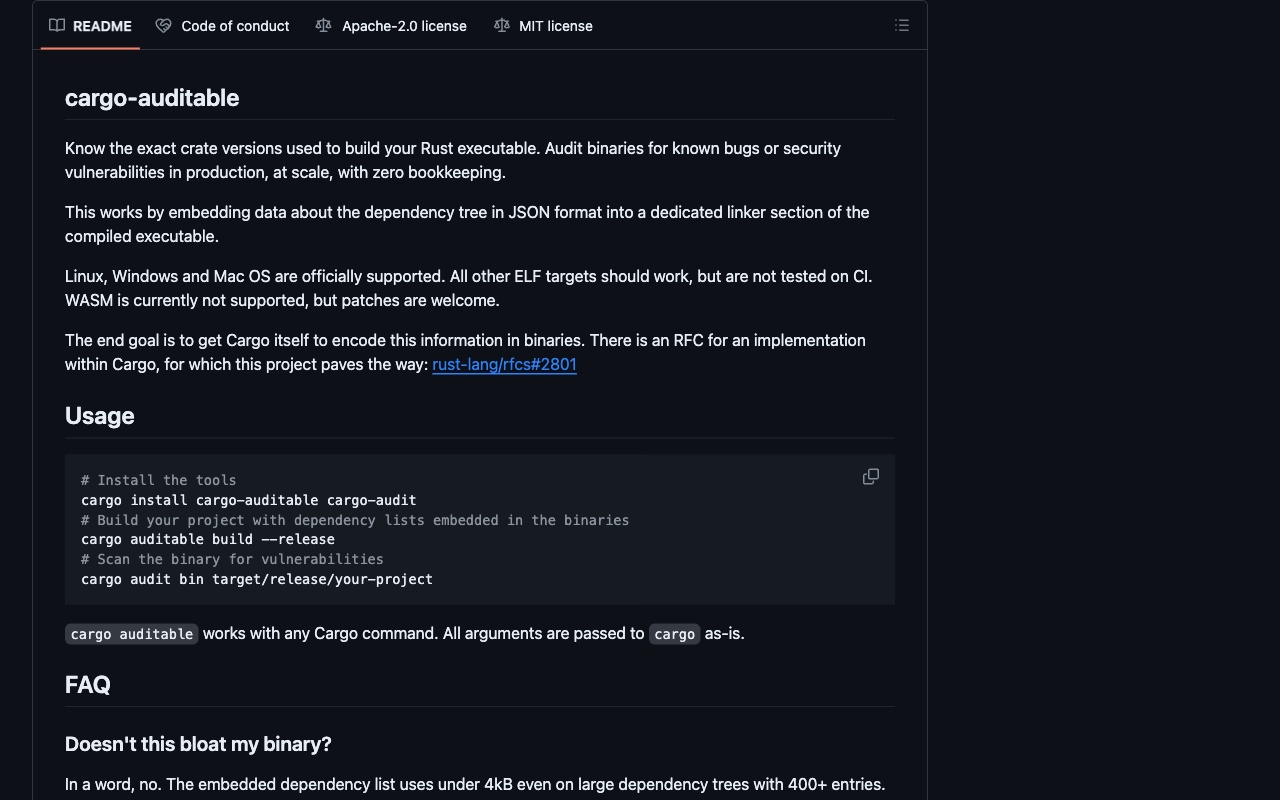 README Code of conduct Apache-2.0 license MIT license
cargo-auditable
Know the exact crate versions used to build your Rust executable. Audit binaries for known bugs or security
vulnerabilities in production, at scale, with zero bookkeeping.
This works by embedding data about the dependency tree in JSON format into a dedicated linker section of the
compiled executable.
Linux, Windows and Mac OS are officially supported. All other ELF targets should work, but are not tested on CI.
WASM is currently not supported, but patches are welcome.
The end goal is to get Cargo itself to encode this information in binaries. There is an RFC for an implementation
within Cargo, for which this project paves the way: rust-lang/rfcs#2801
Usage
# Install the tools
cargo install cargo-auditable cargo-audit
# Build your project with dependency lists embedded in the binaries
cargo auditable build --release
# Scan the binary for vulnerabilities
cargo audit bin target/release/your-project
cargo auditable works with any Cargo command. All arguments are passed to cargo as-is.
FAQ
Doesn't this bloat my binary?
In a word, no. The embedded dependency list uses under 4kB even on large dependency trees with 400+ entries.